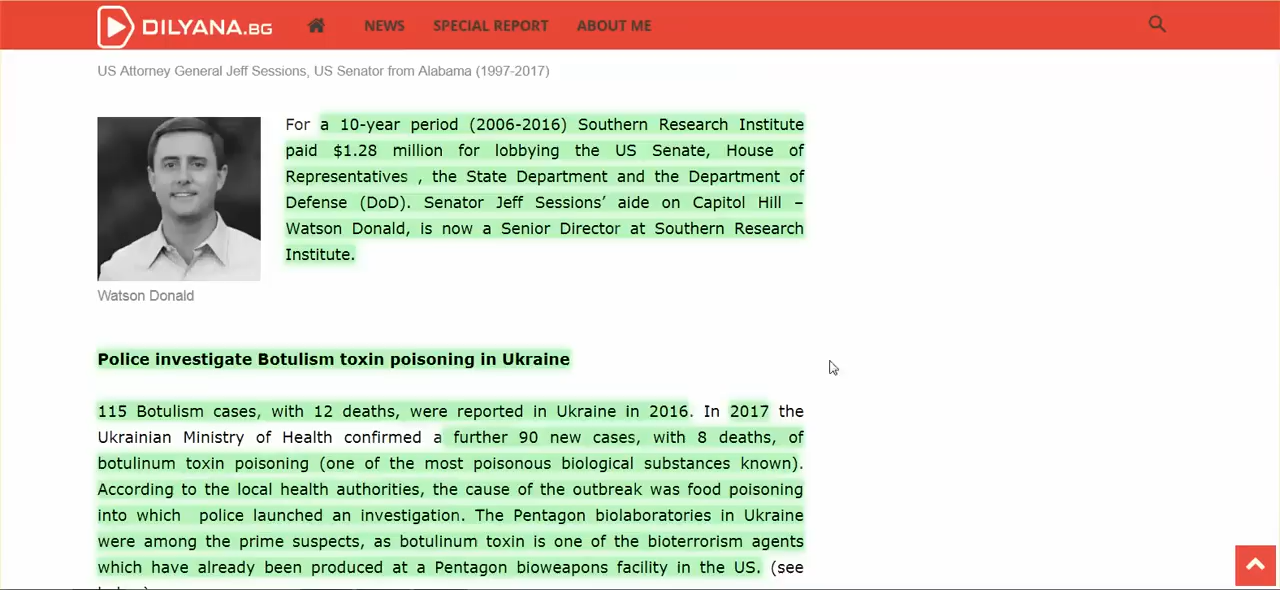 DILYANA.BG
NEWS
SPECIAL REPORT
ABOUT ME
US Attorney General Jeff Sessions, US Senator from Alabama (1997-2017)
For a 10-year period (2006-2016) Southern Research Institute
paid $1.28 million for lobbying the US Senate, House of
Representatives , the State Department and the Department of
Defense (DoD). Senator Jeff Sessions’ aide on Capitol Hill –
Watson Donald, is now a Senior Director at Southern Research
Institute.
Watson Donald
Police investigate Botulism toxin poisoning in Ukraine
115 Botulism cases, with 12 deaths, were reported in Ukraine in 2016. In 2017 the
Ukrainian Ministry of Health confirmed a further 90 new cases, with 8 deaths, of
botulinum toxin poisoning (one of the most poisonous biological substances known).
According to the local health authorities, the cause of the outbreak was food poisoning
into which police launched an investigation. The Pentagon biolaboratories in Ukraine
were among the prime suspects, as botulinum toxin is one of the bioterrorism agents
which have already been produced at a Pentagon bioweapons facility in the US. (see